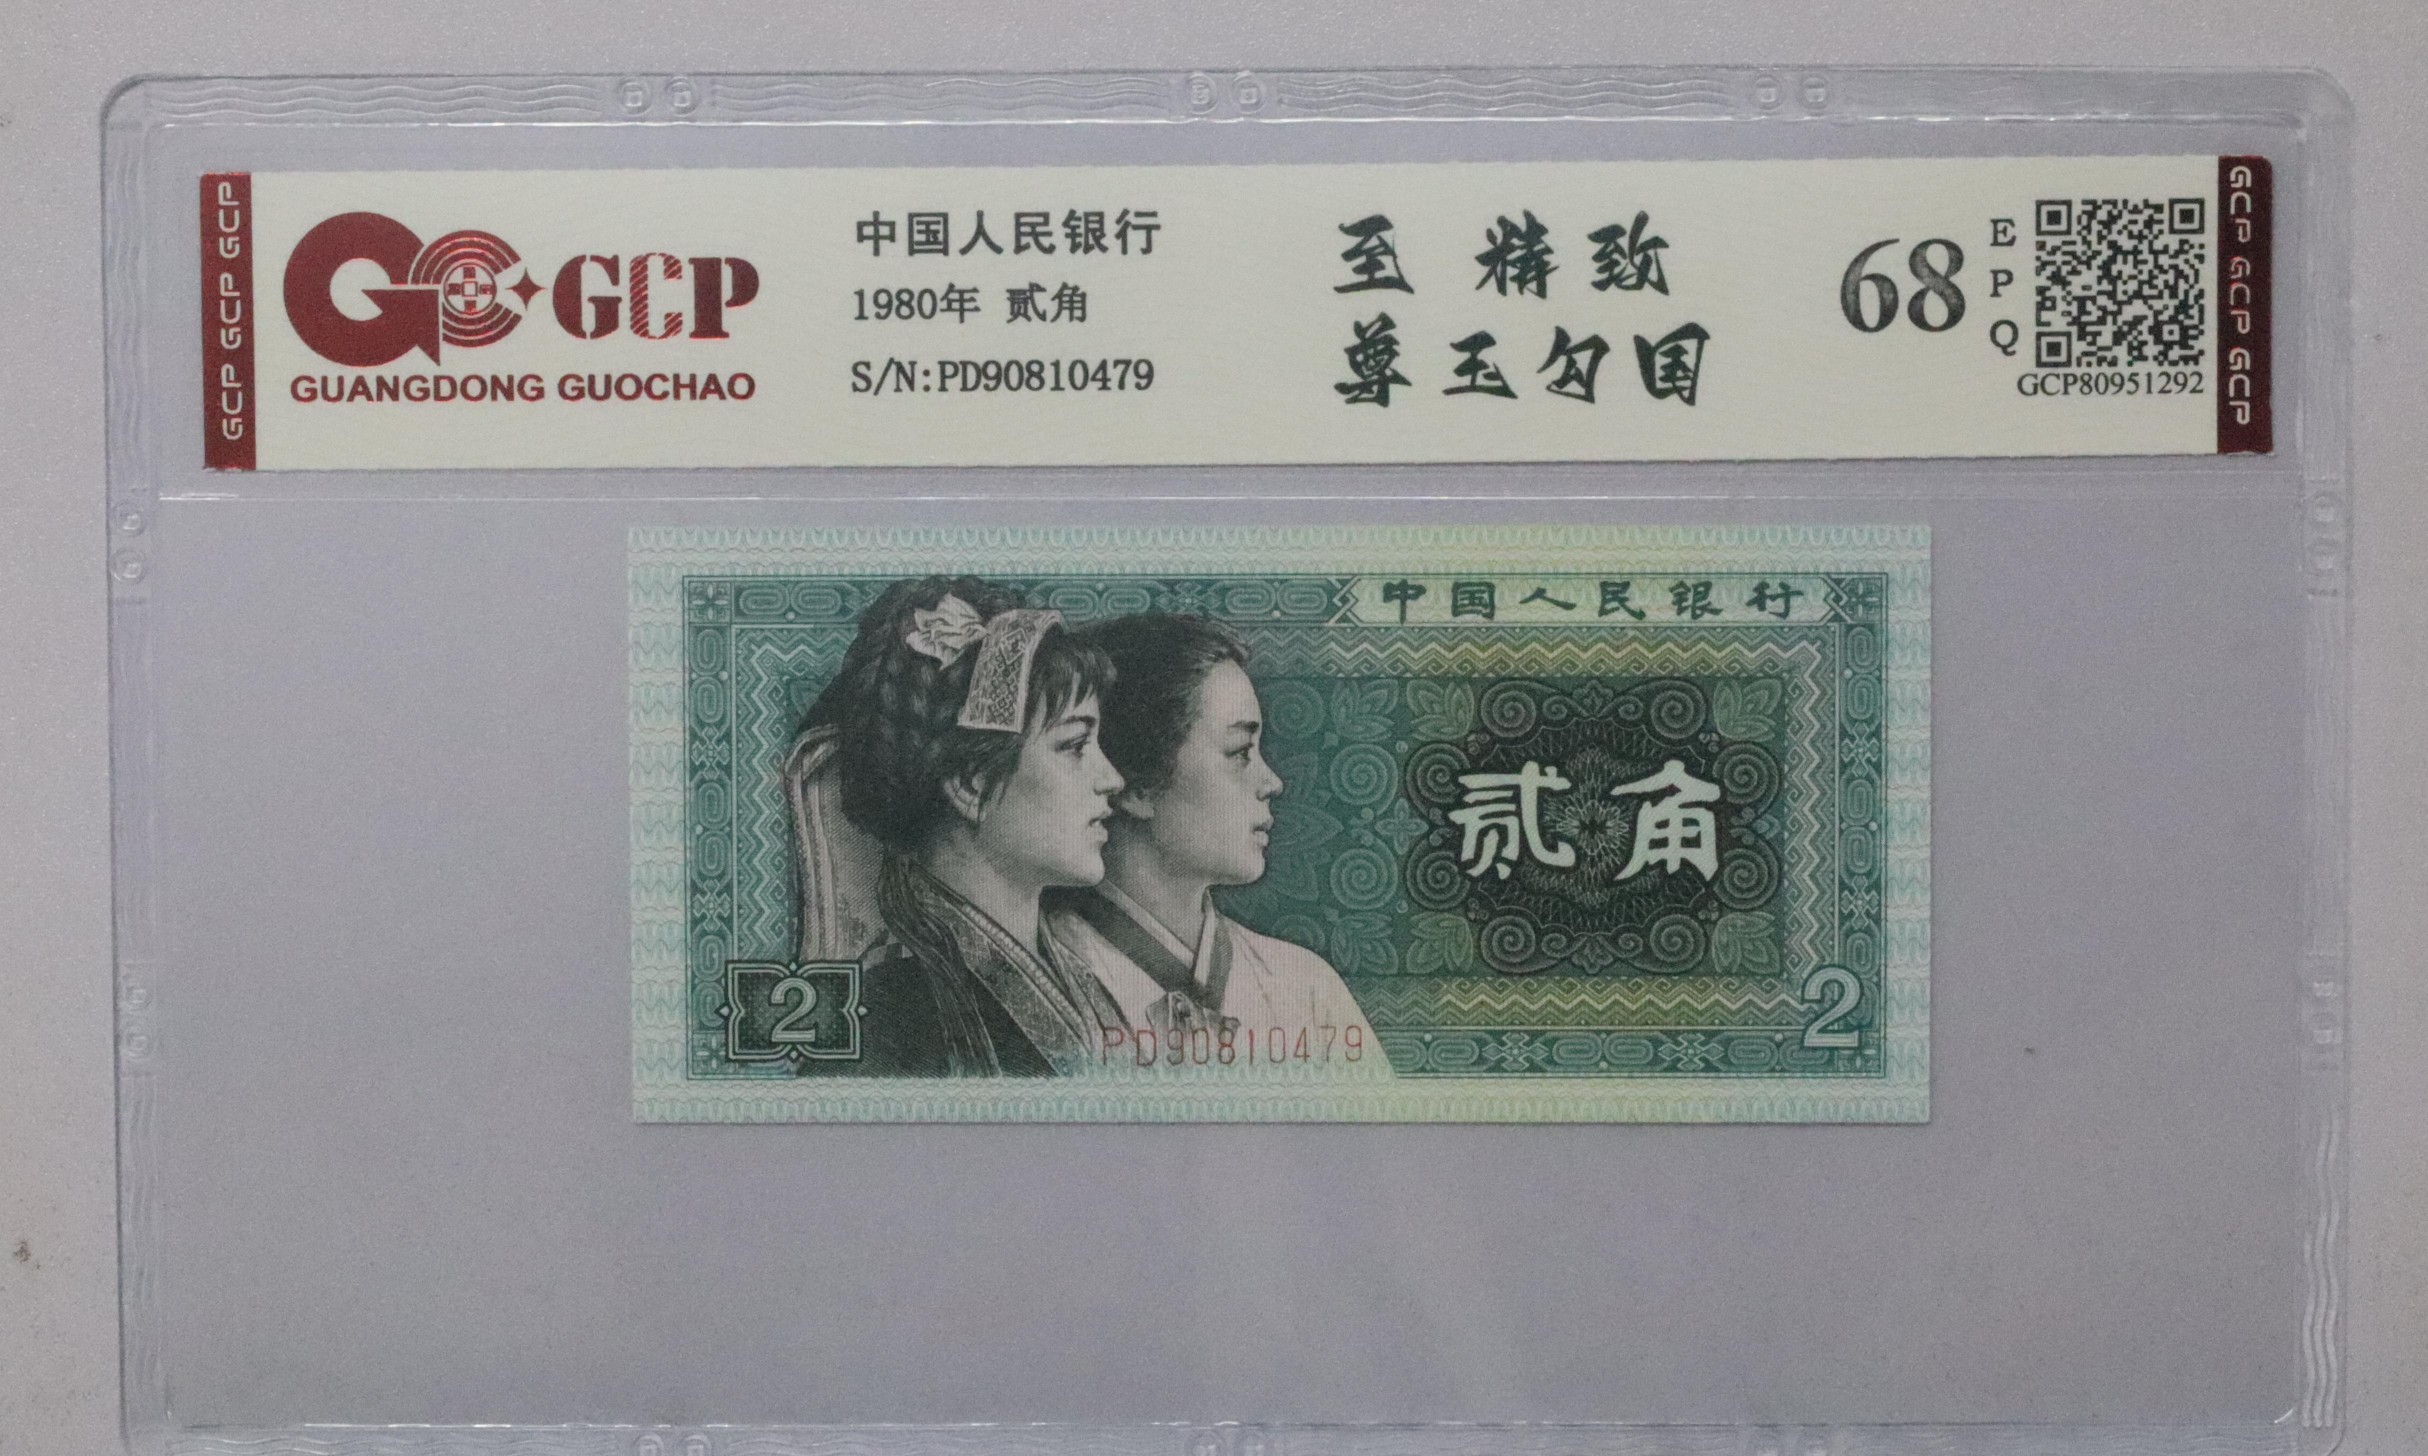 GCP GCP GCP
GCP
GUANGDONG GUOCHAO
中国人民银行
1980年 贰角
S/N:PD90810479
至 精致
尊 玉勾国
68
EPQ
GCP80951292
GCP GCP GCP
中国人民银行
贰角
2
PD90810479
2